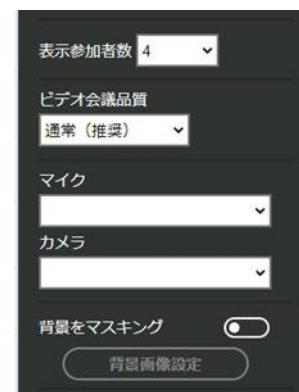 表示参加者数 4
ビデオ会議品質
通常（推奨）
マイク
カメラ
背景をマスキング
背景画像設定